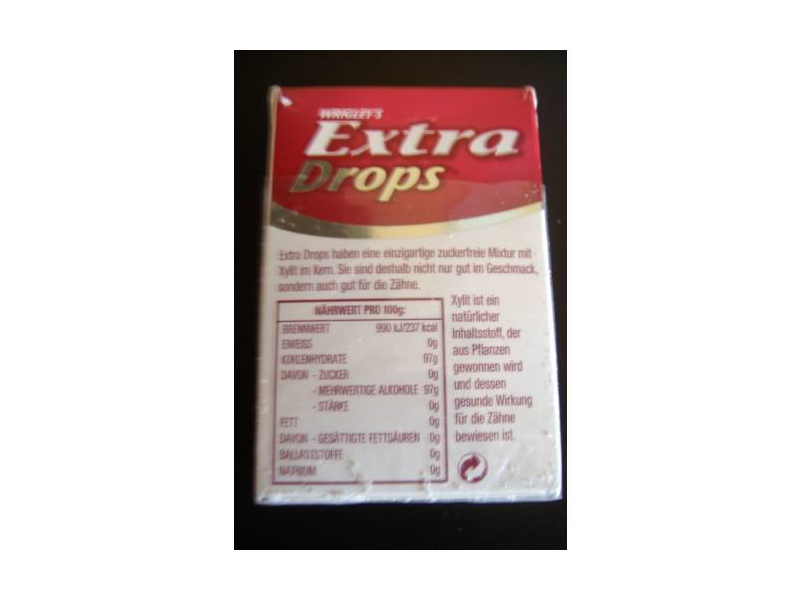 WRIGLEY'S
Extra
Drops
Extra Drops haben eine einzigartige zuckerfreie Mixtur mit
Xylit im Kern. Sie sind deshalb nicht nur gut im Geschmack,
sondern auch gut für die Zähne.
NÄHRWERT PRO 100g:
BRENNWERT 990 kJ/237 kcal
EIWEISS 0g
KOHLENHYDRATE 97g
DAVON - ZUCKER 0g
- MEHRWERTIGE ALKOHOLE 97g
- STÄRKE 0g
FETT 0g
DAVON - GESÄTTIGTE FETTSÄUREN 0g
BALLASTSTOFFE 0g
NATRIUM 0g
Xylit ist ein
natürlicher
Inhaltsstoff, der
aus Pflanzen
gewonnen wird
und dessen
gesunde Wirkung
für die Zähne
bewiesen ist.